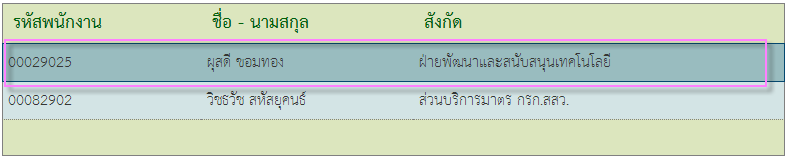 รหัสพนักงาน ชื่อ - นามสกุล สังกัด
00029025 ผุสดี ชอมทอง ฝ่ายพัฒนาและสนับสนุนเทคโนโลยี
00082902 วิชธวัช สหัสยุคนธ์ ส่วนบริการมาตร กรก.สสว.